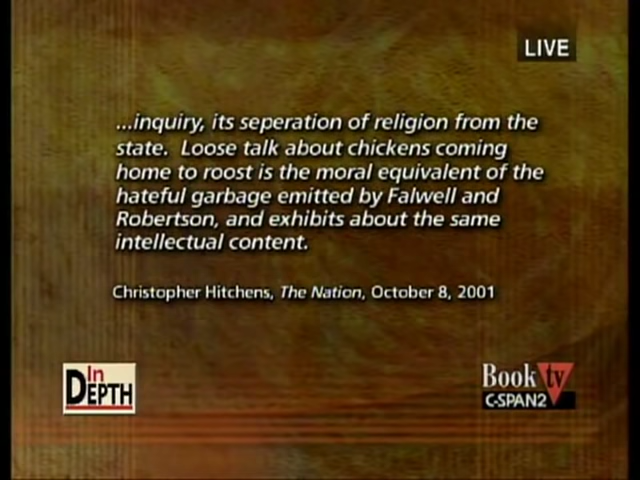 LIVE
...inquiry, its seperation of religion from the
state. Loose talk about chickens coming
home to roost is the moral equivalent of the
hateful garbage emitted by Falwell and
Robertson, and exhibits about the same
intellectual content.
Christopher Hitchens, The Nation, October 8, 2001
In
DEPTH
Book tv
C-SPAN2